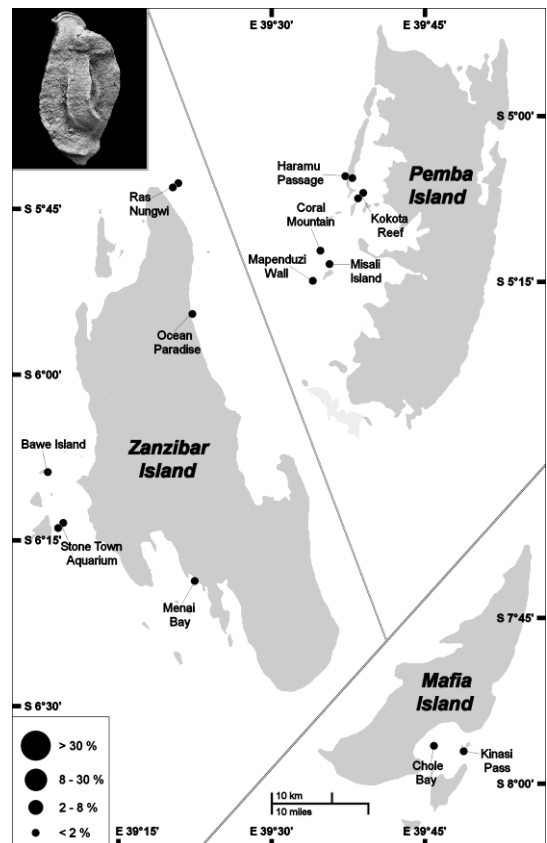 E 39°30'
E 39°45'
S 5°00'
Haramu
Passage
Pemba
Island
Ras
Nungwi
S 5°45'
Coral
Mountain
Kokota
Reef
Mapenduzi
Wall
Misali
Island
S 5°15'
Ocean
Paradise
S 6°00'
Bawe Island
Zanzibar
Island
S 6°15'
Stone Town
Aquarium
Menai
Bay
S 7°45'
Mafia
Island
S 6°30'
Chole
Bay
Kinasi
Pass
> 30 %
8 - 30 %
2 - 8 %
< 2 %
10 km
10 miles
S 8°00'
E 39°15'
E 39°30'
E 39°45'